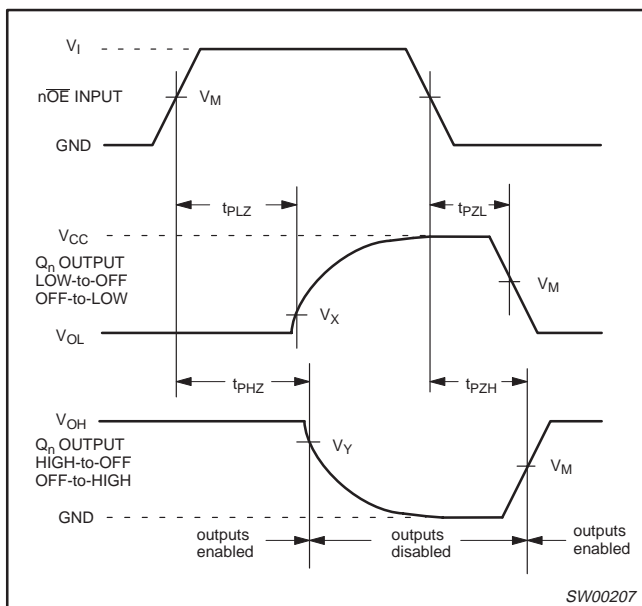 V_I
nO̅E̅ INPUT
V_M
GND
t_PLZ
t_PZL
V_CC
Q_n OUTPUT
LOW-to-OFF
OFF-to-LOW
V_M
V_X
V_OL
t_PHZ
t_PZH
V_OH
Q_n OUTPUT
HIGH-to-OFF
OFF-to-HIGH
V_Y
V_M
GND
outputs
enabled
outputs
disabled
outputs
enabled
SW00207